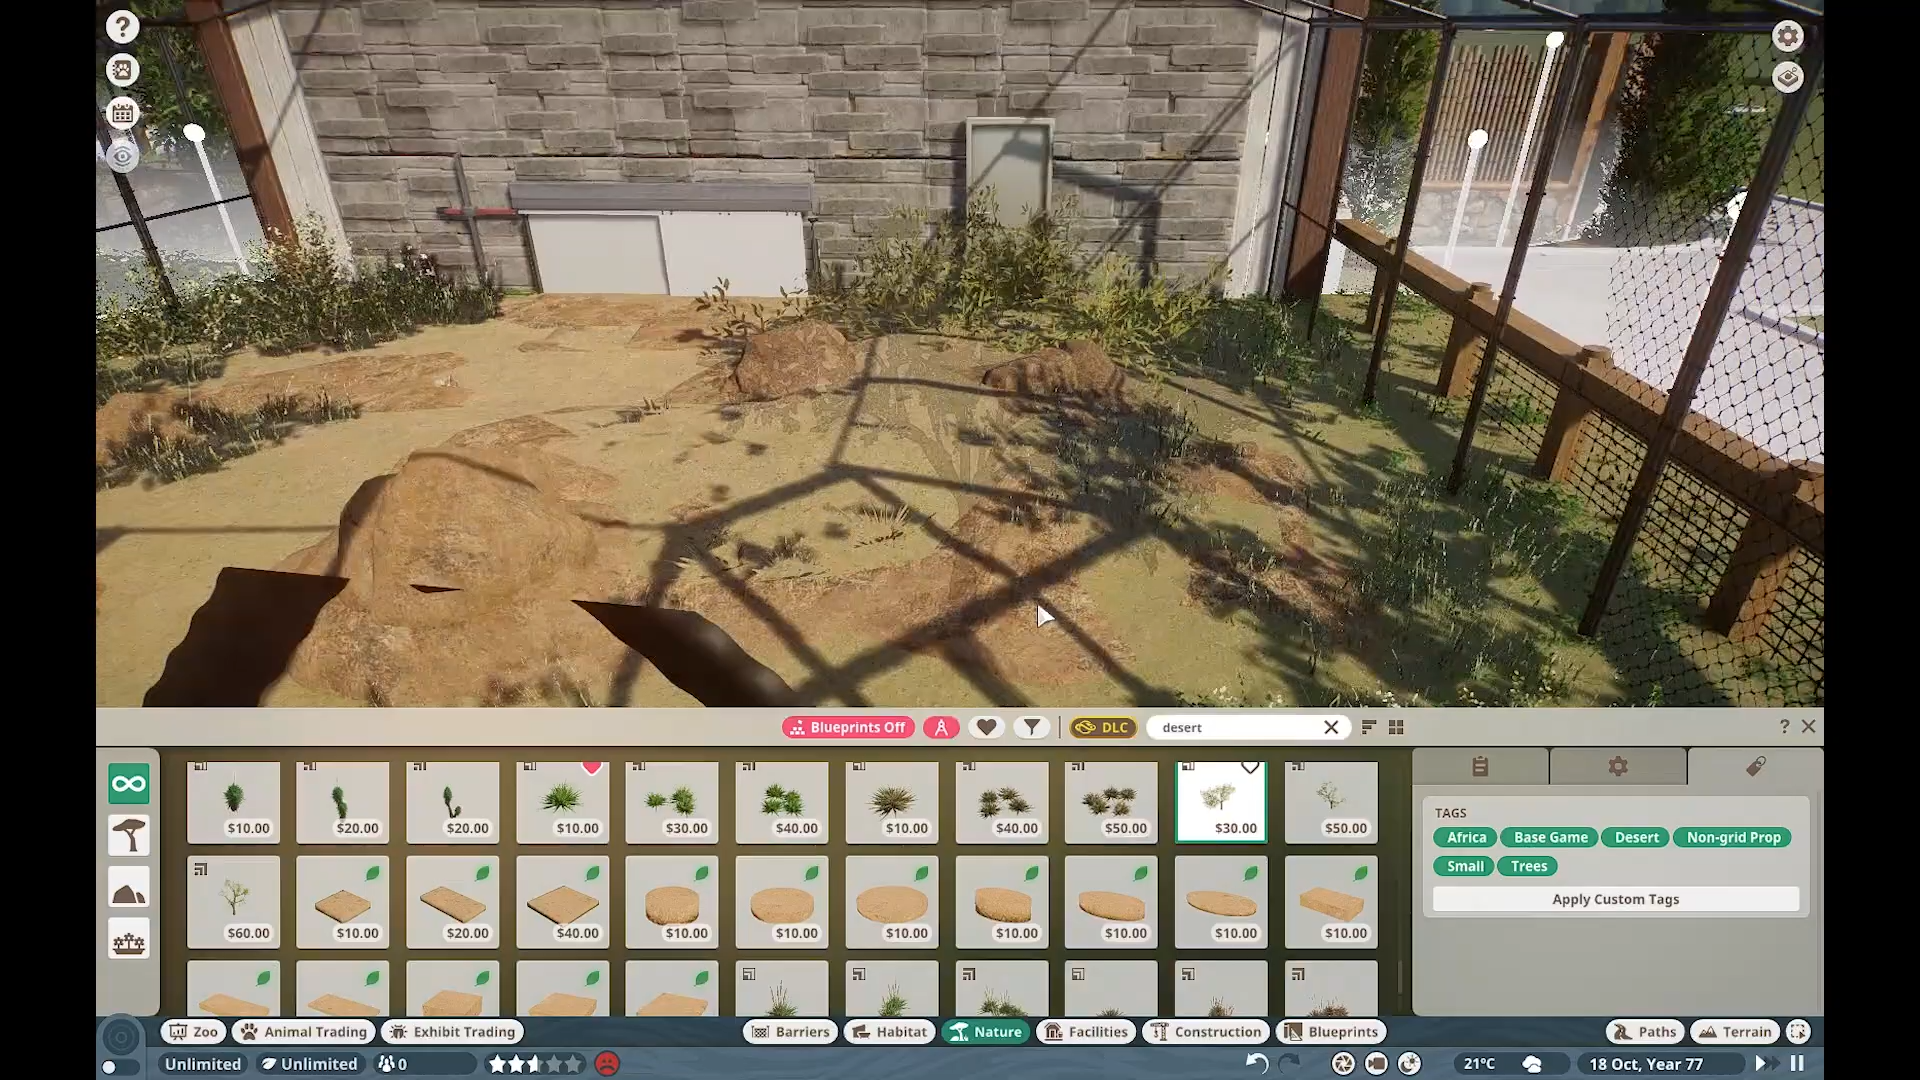 ?
Blueprints Off
DLC
desert
?
$10.00 $20.00 $20.00 $10.00 $30.00 $40.00 $10.00 $40.00 $50.00 $30.00 $50.00
$60.00 $10.00 $20.00 $40.00 $10.00 $10.00 $10.00 $10.00 $10.00 $10.00 $10.00
TAGS
Africa Base Game Desert Non-grid Prop
Small Trees
Apply Custom Tags
Zoo Animal Trading Exhibit Trading Barriers Habitat Nature Facilities Construction Blueprints Paths Terrain
Unlimited Unlimited 0 21°C 18 Oct, Year 77